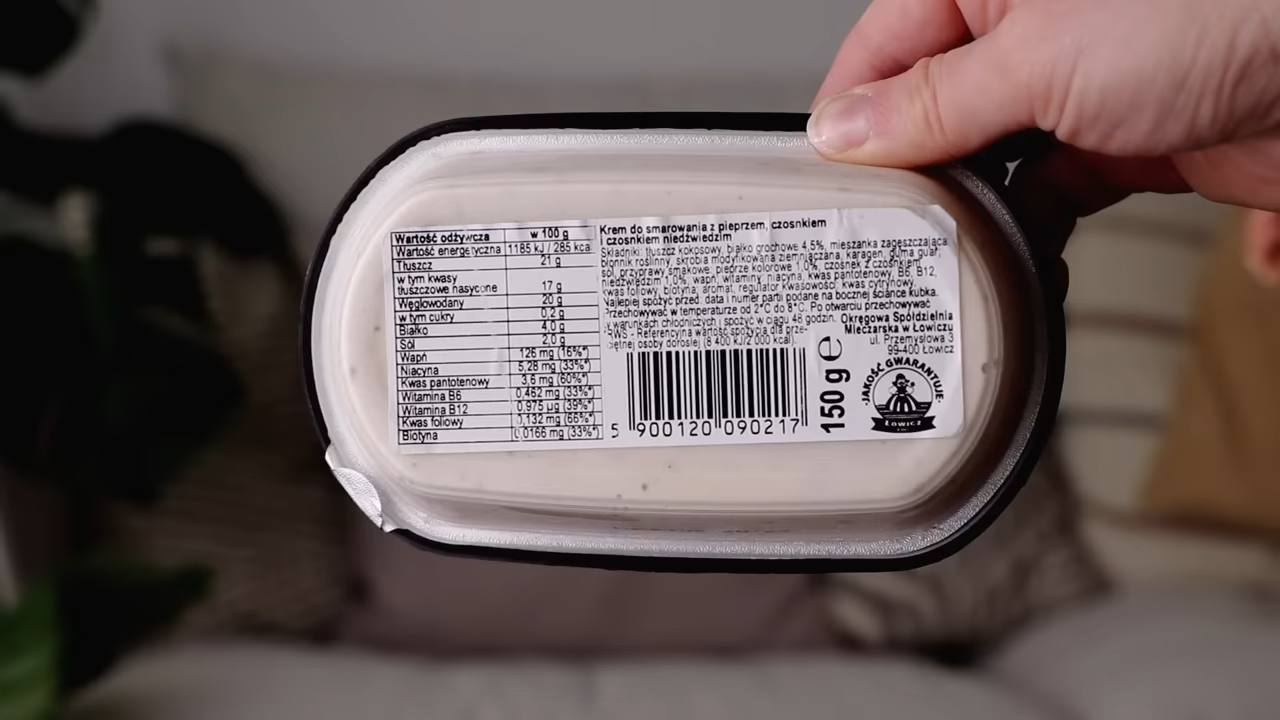 Wartość odżywcza w 100 g
Wartość energetyczna 1185 kJ / 285 kca
Tłuszcz 21 g
w tym kwasy
tłuszczowe nasycone 17 g
Węglowodany 20 g
w tym cukry 0,2 g
Białko 4,0 g
Sól 2,0 g
Wapń 126 mg (16%*)
Niacyna 5,28 mg (33%*)
Kwas pantotenowy 3,6 mg (60%*)
Witamina B6 0,462 mg (33%*)
Witamina B12 0,975 µg (39%*)
Kwas foliowy 0,132 mg (66%*)
Biotyna 0,0166 mg (33%*)
Krem do smarowania z pieprzem, czosnkiem
i czosnkiem niedźwiedzim
Składniki: tłuszcz kokosowy, białko grochowe 4,5%, mieszanka zagęszczająca:
błonnik roślinny, skrobia modyfikowana ziemniaczana, karagen, guma guar,
sól, przyprawy smakowe: pieprze kolorowe 1,0%, czosnek z czosnkiem
niedźwiedzim 1,0%, wapń, witaminy: niacyna, kwas pantotenowy, B6, B12,
kwas foliowy, biotyna, aromat, regulator kwasowości: kwas cytrynowy.
Najlepiej spożyć przed: data i numer partii podane na bocznej ściance kubka.
Przechowywać w temperaturze od 2°C do 8°C. Po otwarciu przechowywać
w warunkach chłodniczych i spożyć w ciągu 48 godzin.
*RWS - Referencyjna wartość spożycia dla prze-
ciętnej osoby dorosłej (8 400 kJ/2 000 kcal).
Okręgowa Spółdzielnia
Mleczarska w Łowiczu
ul. Przemysłowa 3
99-400 Łowicz
5 900120 090217
150 g e
JAKOŚĆ GWARANTUJE
ŁOWICZ